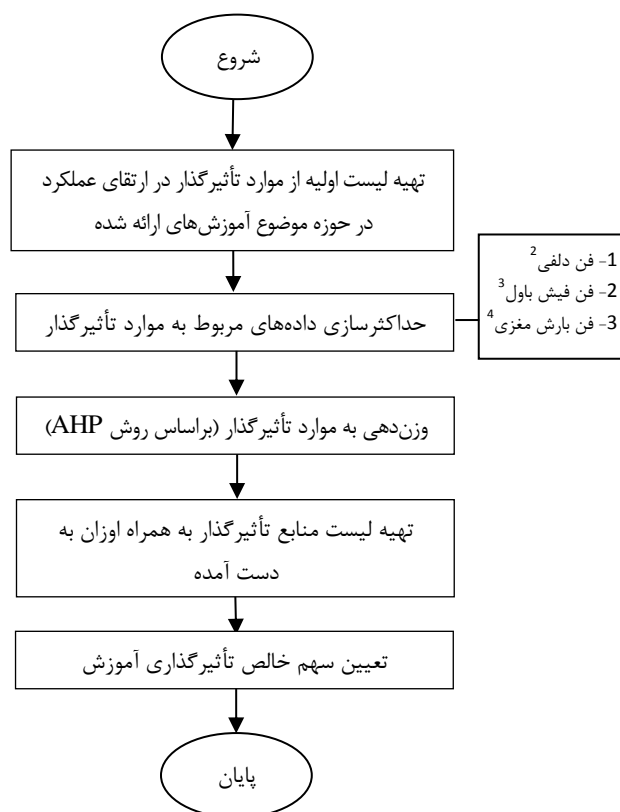 شروع
تهیه لیست اولیه از موارد تأثیرگذار در ارتقای عملکرد
در حوزه موضوع آموزش‌های ارائه شده
1- فن دلفی2
2- فن فیش باول3
3- فن بارش مغزی4
حداکثرسازی داده‌های مربوط به موارد تأثیرگذار
وزن‌دهی به موارد تأثیرگذار (براساس روش AHP)
تهیه لیست منابع تأثیرگذار به همراه اوزان به
دست آمده
تعیین سهم خالص تأثیرگذاری آموزش
پایان